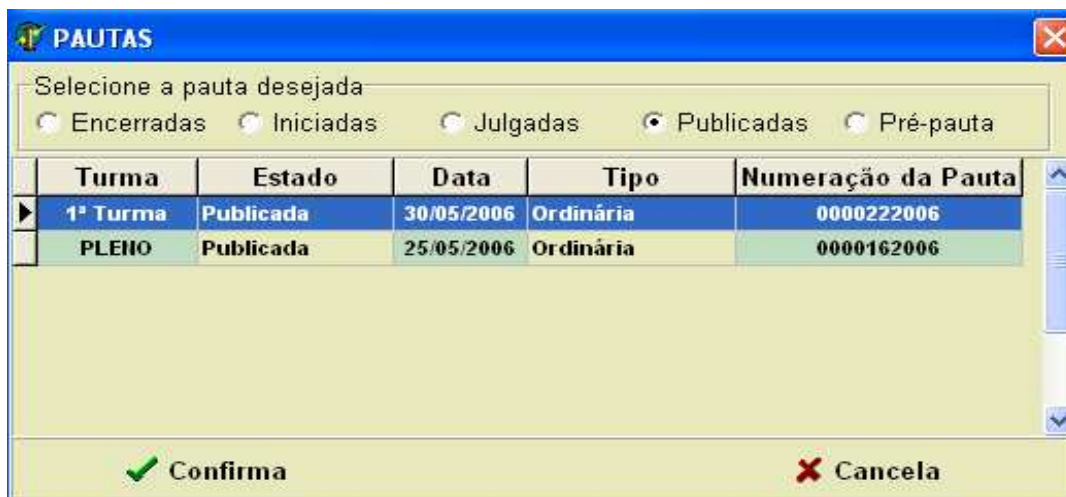 PAUTAS
Selecione a pauta desejada
Encerradas Iniciadas Julgadas Publicadas Pré-pauta
Turma Estado Data Tipo Numeração da Pauta
1ª Turma Publicada 30/05/2006 Ordinária 0000222006
PLENO Publicada 25/05/2006 Ordinária 0000162006
Confirma Cancela